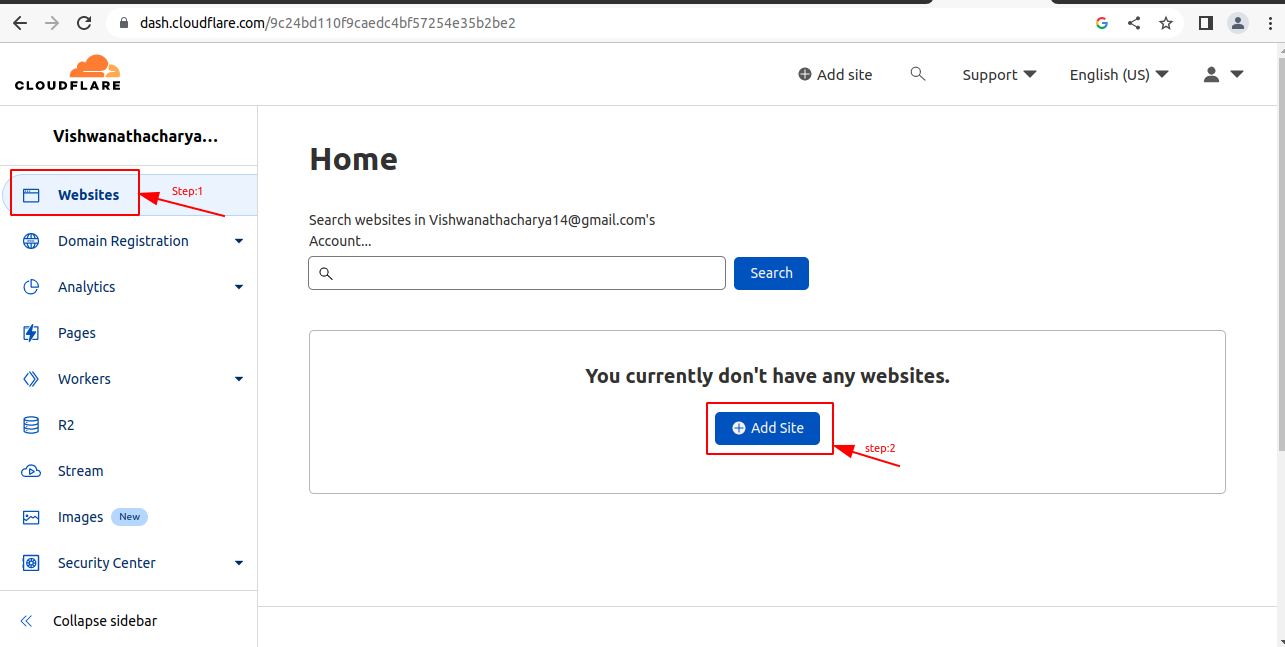 dash.cloudflare.com/9c24bd110f9caedc4bf57254e35b2be2
CLOUDFLARE
Add site
Support
English (US)
Vishwanathacharya...
Websites
Step:1
Domain Registration
Analytics
Pages
Workers
R2
Stream
Images New
Security Center
Collapse sidebar
Home
Search websites in Vishwanathacharya14@gmail.com's
Account...
Search
You currently don't have any websites.
Add Site
step:2